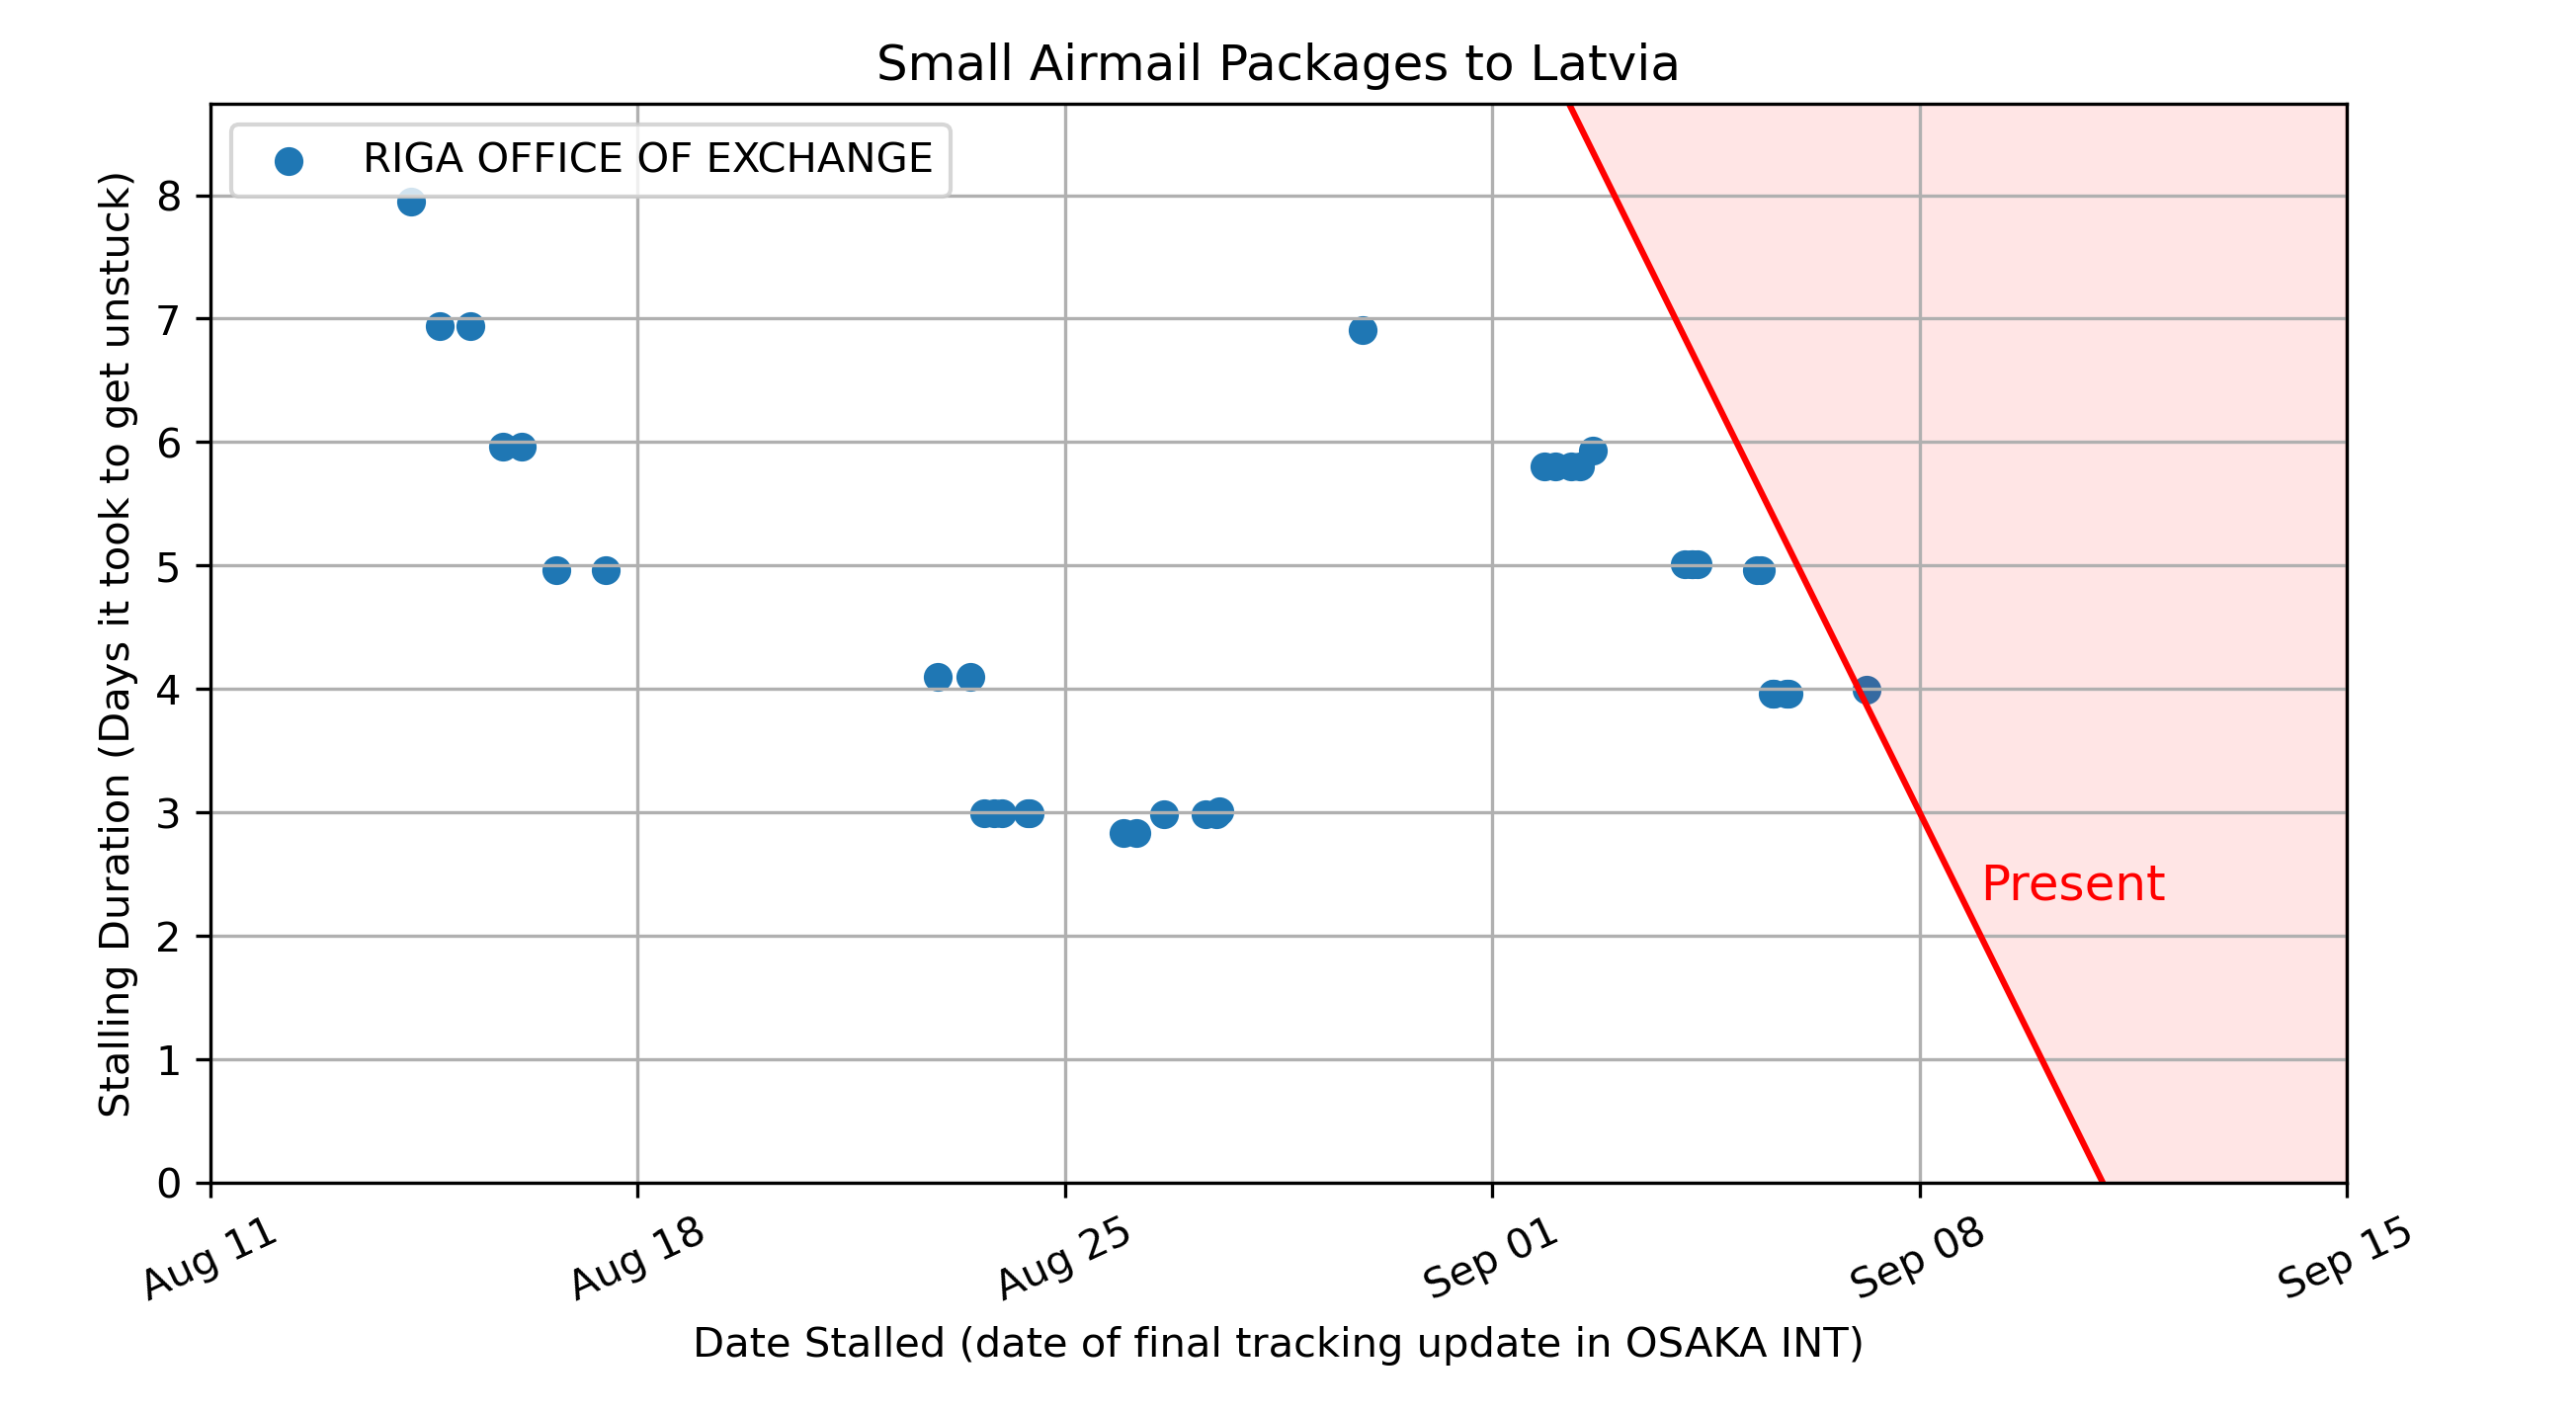 Small Airmail Packages to Latvia
RIGA OFFICE OF EXCHANGE
Stalling Duration (Days it took to get unstuck)
8
7
6
5
4
3
2
1
0
Present
Aug 11
Aug 18
Aug 25
Sep 01
Sep 08
Sep 15
Date Stalled (date of final tracking update in OSAKA INT)